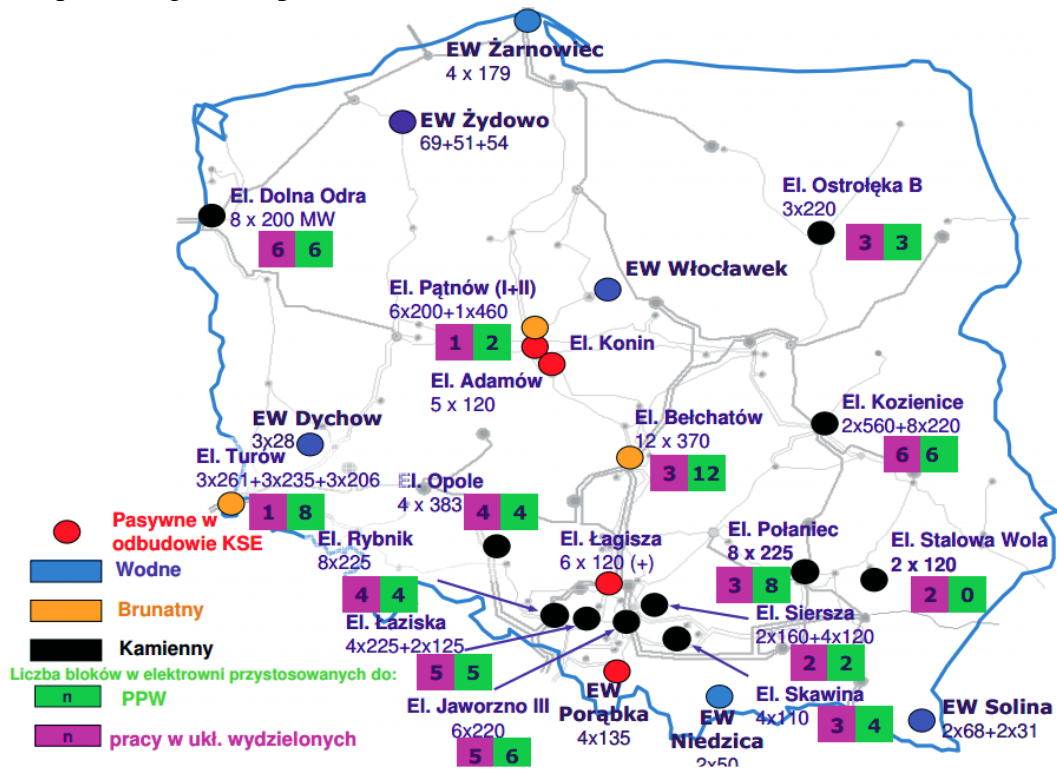 EW Żarnowiec
4 x 179
EW Żydowo
69+51+54
El. Dolna Odra
8 x 200 MW
6 6
El. Ostrołęka B
3x220
3 3
EW Włocławek
El. Pątnów (I+II)
6x200+1x460
1 2
El. Konin
El. Adamów
5 x 120
EW Dychow
3x28
El. Kozienice
2x560+8x220
6 6
El. Bełchatów
12 x 370
3 12
El. Turów
3x261+3x235+3x206
1 8
El. Opole
4 x 383
4 4
Pasywne w
odbudowie KSE
Wodne
Brunatny
Kamienny
Liczba bloków w elektrowni przystosowanych do:
n PPW
n pracy w ukł. wydzielonych
El. Rybnik
8x225
4 4
El. Łagisza
6 x 120 (+)
El. Połaniec
8 x 225
3 8
El. Stalowa Wola
2 x 120
2 0
El. Łaziska
4x225+2x125
5 5
El. Siersza
2x160+4x120
2 2
El. Jaworzno III
6x220
5 6
EW
Porąbka
4x135
EW
Niedzica
2x50
El. Skawina
4x110
3 4
EW Solina
2x68+2x31